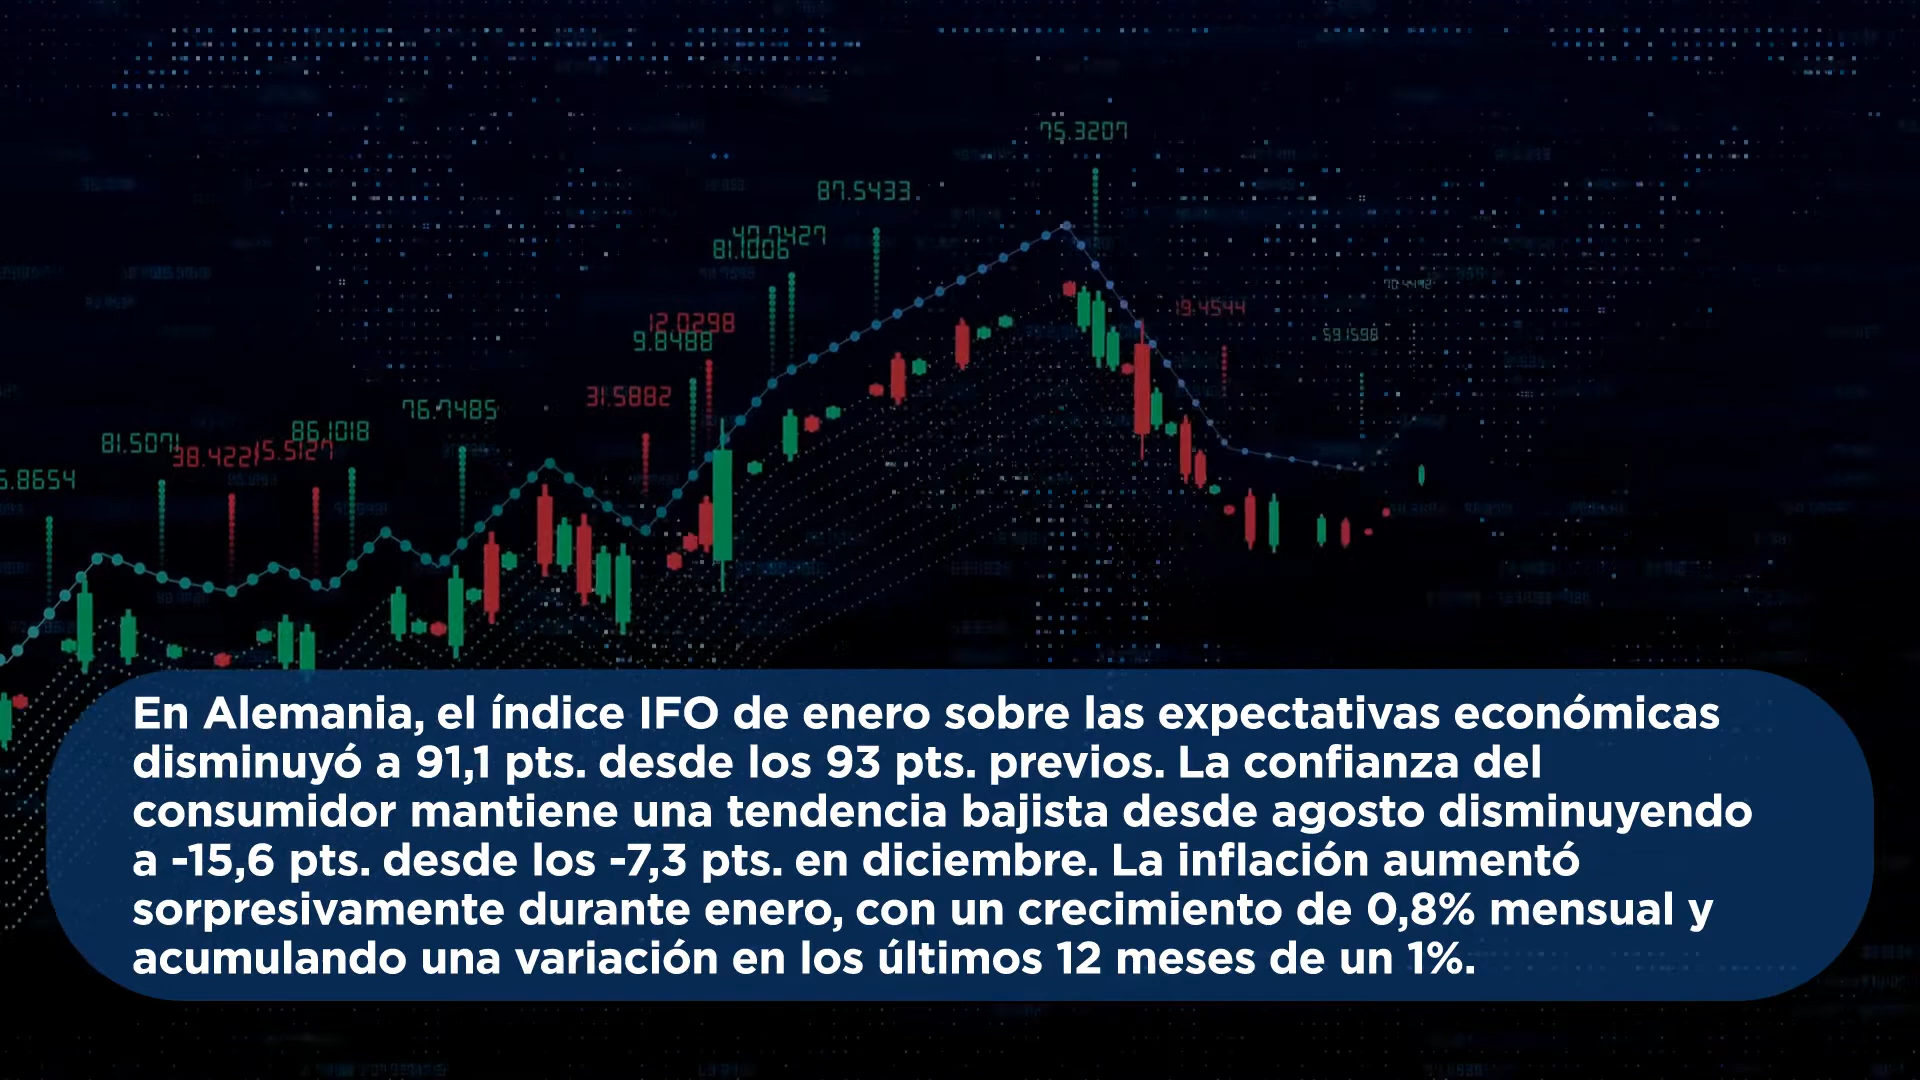 75.3207
87.5433
81.1006
12.0298
9.8488
19.4544
31.5882
76.7485
86.1018
81.5071
38.4221
15.5127
5.8654
En Alemania, el índice IFO de enero sobre las expectativas económicas
disminuyó a 91,1 pts. desde los 93 pts. previos. La confianza del
consumidor mantiene una tendencia bajista desde agosto disminuyendo
a -15,6 pts. desde los -7,3 pts. en diciembre. La inflación aumentó
sorpresivamente durante enero, con un crecimiento de 0,8% mensual y
acumulando una variación en los últimos 12 meses de un 1%.